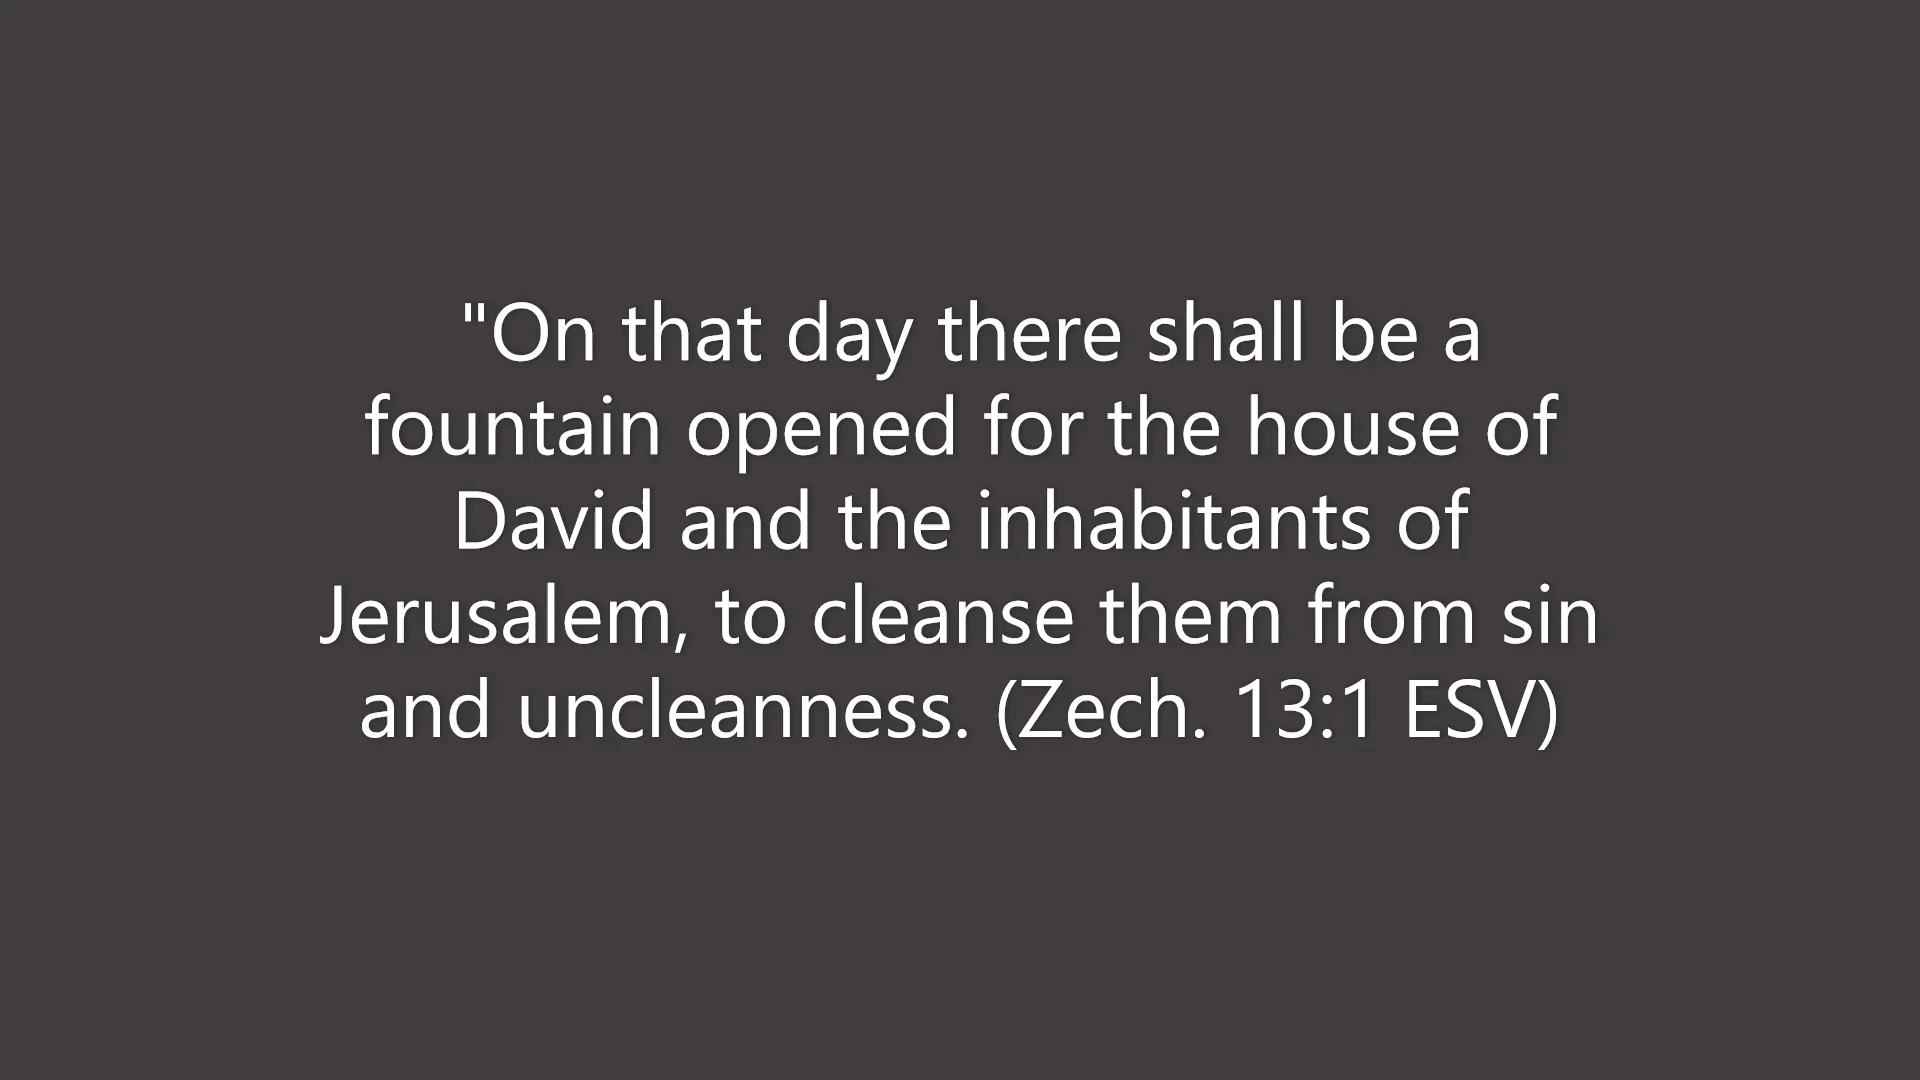 "On that day there shall be a
fountain opened for the house of
David and the inhabitants of
Jerusalem, to cleanse them from sin
and uncleanness. (Zech. 13:1 ESV)